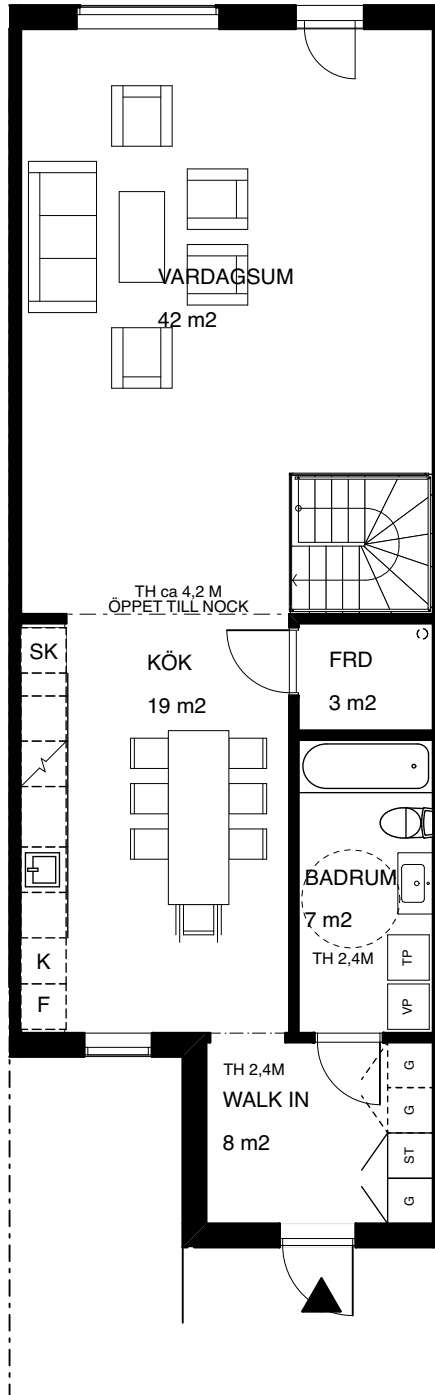 VARDAGSUM
42 m2
TH ca 4,2 M
ÖPPET TILL NOCK
SK
KÖK
19 m2
FRD
3 m2
BADRUM
7 m2
TH 2,4M
TP
VP
K
F
TH 2,4M
WALK IN
8 m2
G
G
ST
G